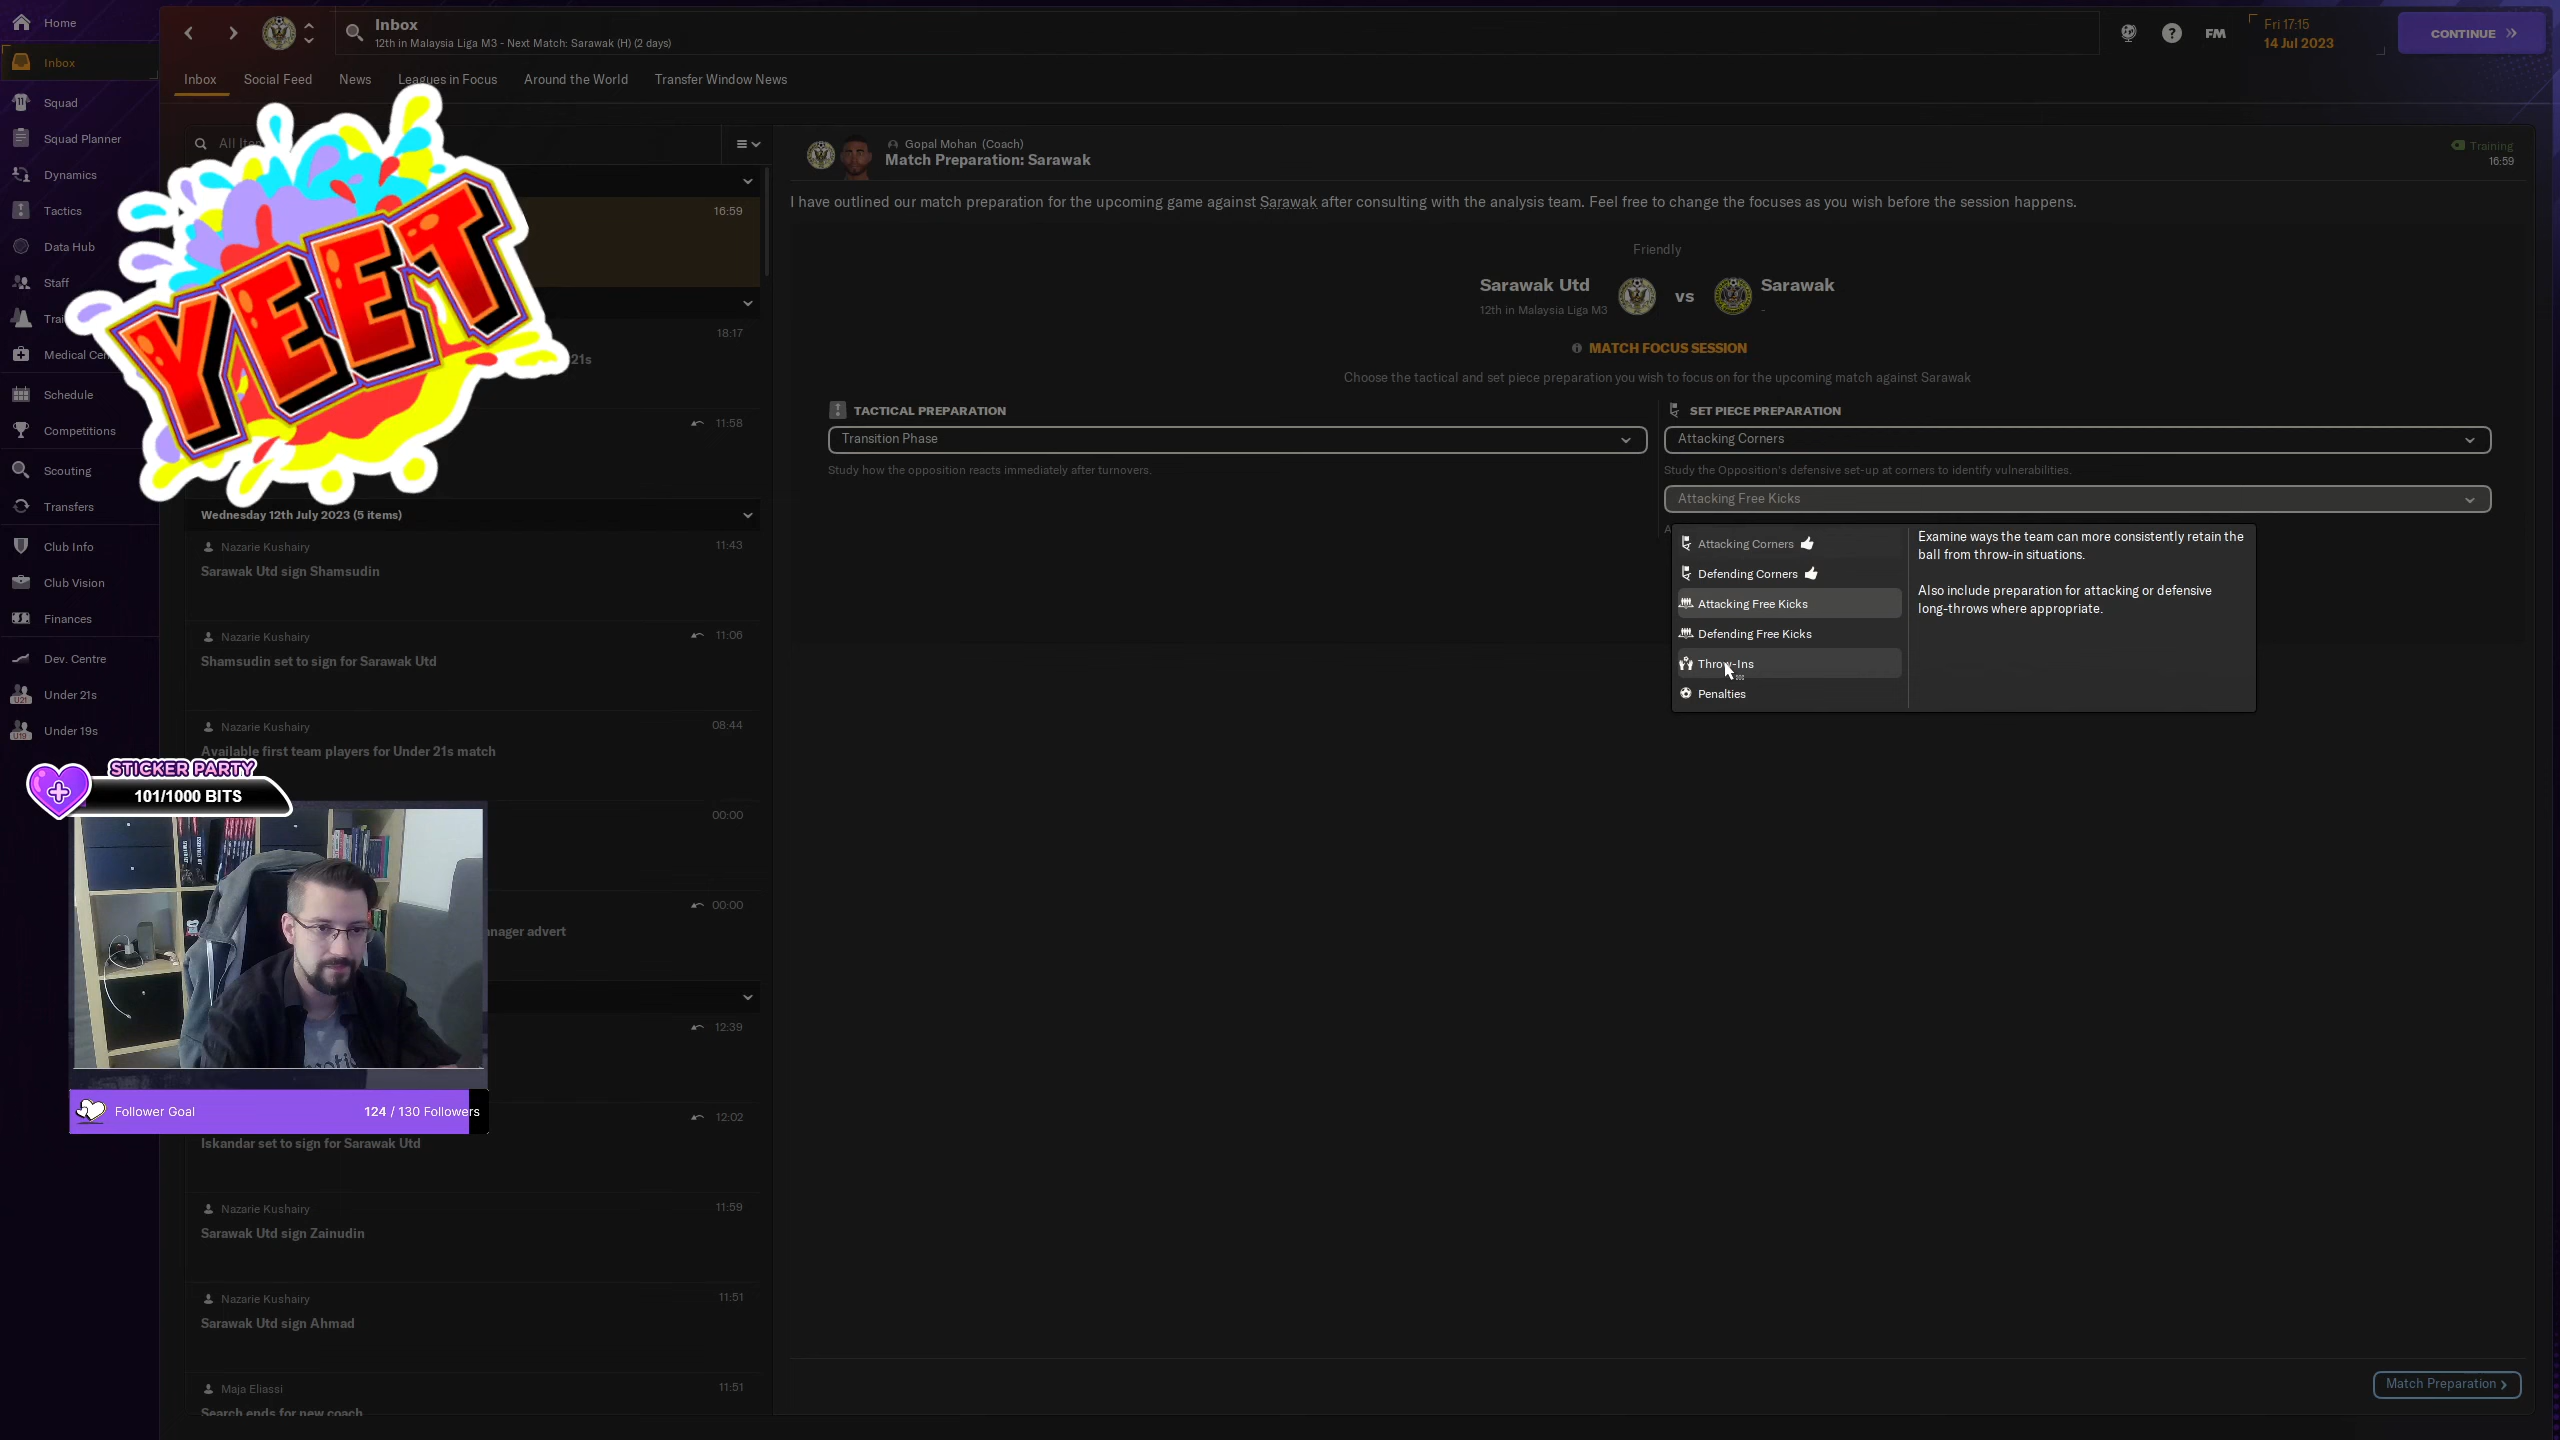 Home
Inbox
Squad
Squad Planner
Dynamics
Tactics
Data Hub
Staff
Medical
Schedule
Competitions
Scouting
Transfers
Club Info
Club Vision
Finances
Dev. Centre
Under 21s
Under 19s
Inbox
12th in Malaysia Liga M3 - Next Match: Sarawak (H) (2 days)
FM
Fri 17:15
14 Jul 2023
CONTINUE
Inbox
Social Feed
News
Leagues in Focus
Around the World
Transfer Window News
YEET
16:59
18:17
21s
11:58
Wednesday 12th July 2023 (5 items)
Nazarie Kushairy
11:43
Sarawak Utd sign Shamsudin
Nazarie Kushairy
11:06
Shamsudin set to sign for Sarawak Utd
Nazarie Kushairy
08:44
Available first team players for Under 21s match
00:00
00:00
advert
12:39
12:02
Iskandar set to sign for Sarawak Utd
Nazarie Kushairy
11:59
Sarawak Utd sign Zainudin
Nazarie Kushairy
11:51
Sarawak Utd sign Ahmad
Maja Eliassi
11:51
Search ends for new coach
STICKER PARTY
101/1000 BITS
Follower Goal
124 / 130 Followers
Gopal Mohan (Coach)
Match Preparation: Sarawak
Training
16:59
I have outlined our match preparation for the upcoming game against Sarawak after consulting with the analysis team. Feel free to change the focuses as you wish before the session happens.
Friendly
Sarawak Utd
12th in Malaysia Liga M3
vs
Sarawak
-
MATCH FOCUS SESSION
Choose the tactical and set piece preparation you wish to focus on for the upcoming match against Sarawak
TACTICAL PREPARATION
Transition Phase
Study how the opposition reacts immediately after turnovers.
SET PIECE PREPARATION
Attacking Corners
Study the Opposition's defensive set-up at corners to identify vulnerabilities.
Attacking Free Kicks
Attacking Corners
Defending Corners
Attacking Free Kicks
Defending Free Kicks
Throw-Ins
Penalties
Examine ways the team can more consistently retain the
ball from throw-in situations.
Also include preparation for attacking or defensive
long-throws where appropriate.
Match Preparation